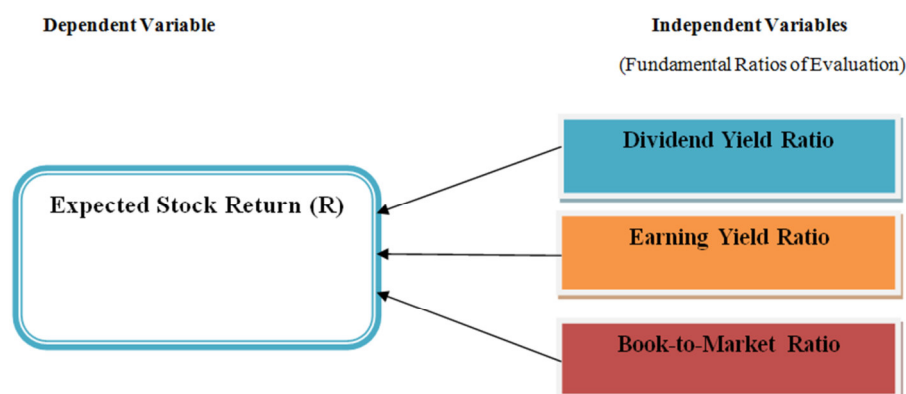 Dependent Variable
Independent Variables
(Fundamental Ratios of Evaluation)
Dividend Yield Ratio
Expected Stock Return (R)
Earning Yield Ratio
Book-to-Market Ratio